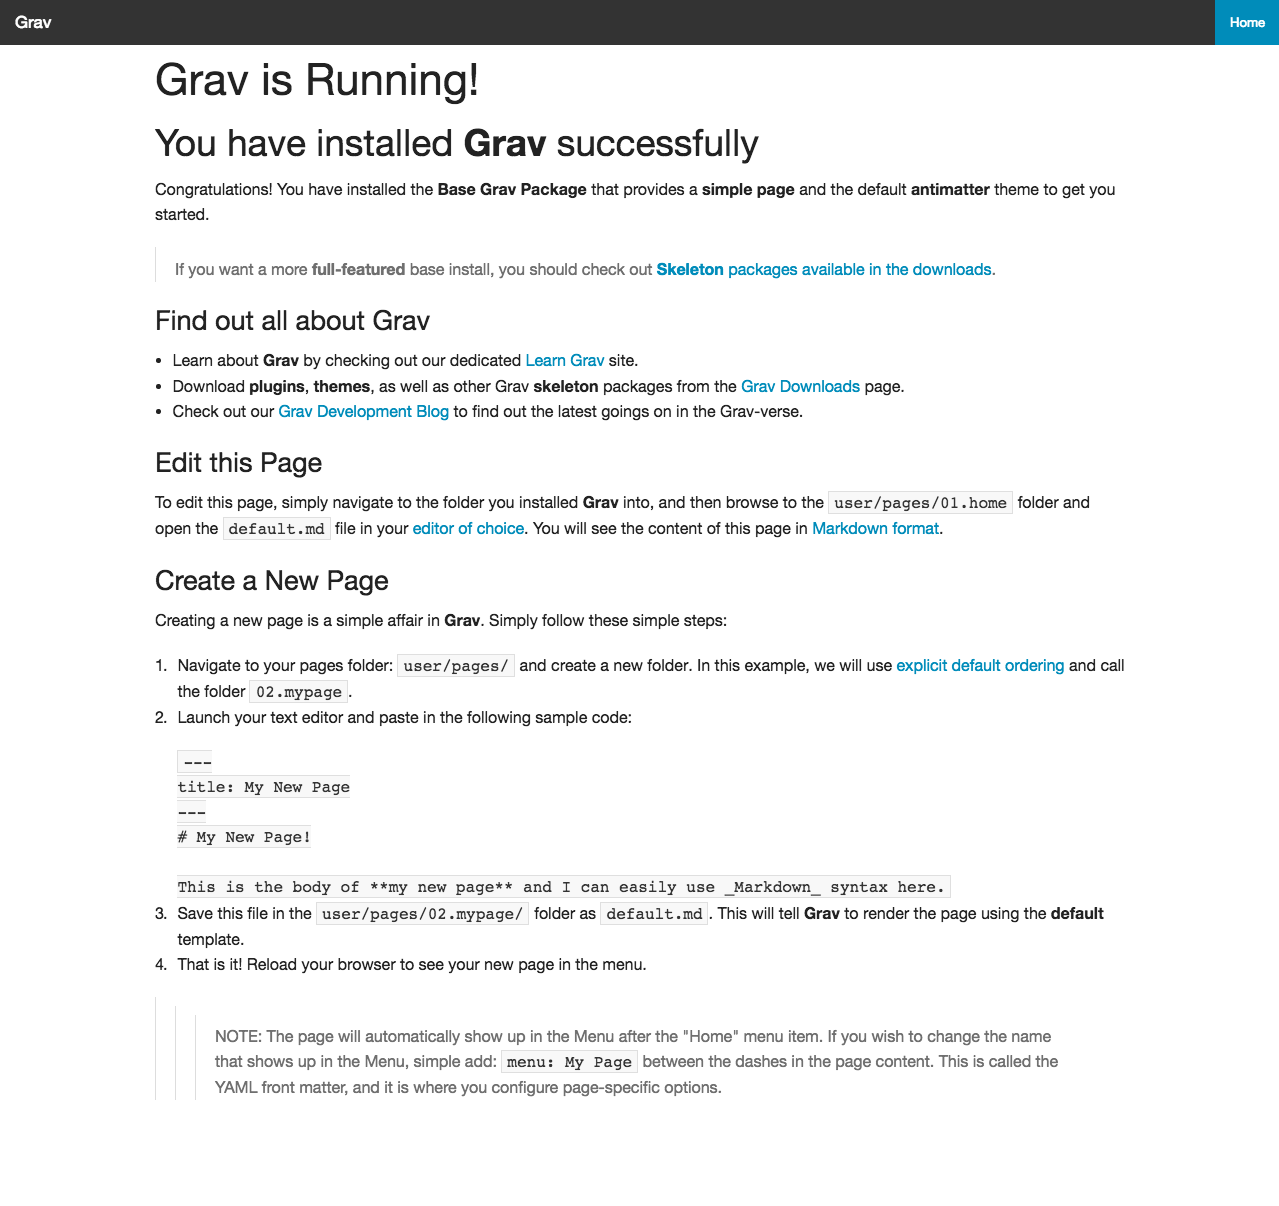 Grav
Home
Grav is Running!
You have installed Grav successfully
Congratulations! You have installed the Base Grav Package that provides a simple page and the default antimatter theme to get you
started.
If you want a more full-featured base install, you should check out Skeleton packages available in the downloads.
Find out all about Grav
• Learn about Grav by checking out our dedicated Learn Grav site.
• Download plugins, themes, as well as other Grav skeleton packages from the Grav Downloads page.
• Check out our Grav Development Blog to find out the latest goings on in the Grav-verse.
Edit this Page
To edit this page, simply navigate to the folder you installed Grav into, and then browse to the user/pages/01.home folder and
open the default.md file in your editor of choice. You will see the content of this page in Markdown format.
Create a New Page
Creating a new page is a simple affair in Grav. Simply follow these simple steps:
1. Navigate to your pages folder: user/pages/ and create a new folder. In this example, we will use explicit default ordering and call
the folder 02.mypage.
2. Launch your text editor and paste in the following sample code:
---
title: My New Page
---
# My New Page!
This is the body of **my new page** and I can easily use _Markdown_ syntax here.
3. Save this file in the user/pages/02.mypage/ folder as default.md. This will tell Grav to render the page using the default
template.
4. That is it! Reload your browser to see your new page in the menu.
NOTE: The page will automatically show up in the Menu after the "Home" menu item. If you wish to change the name
that shows up in the Menu, simple add: menu: My Page between the dashes in the page content. This is called the
YAML front matter, and it is where you configure page-specific options.